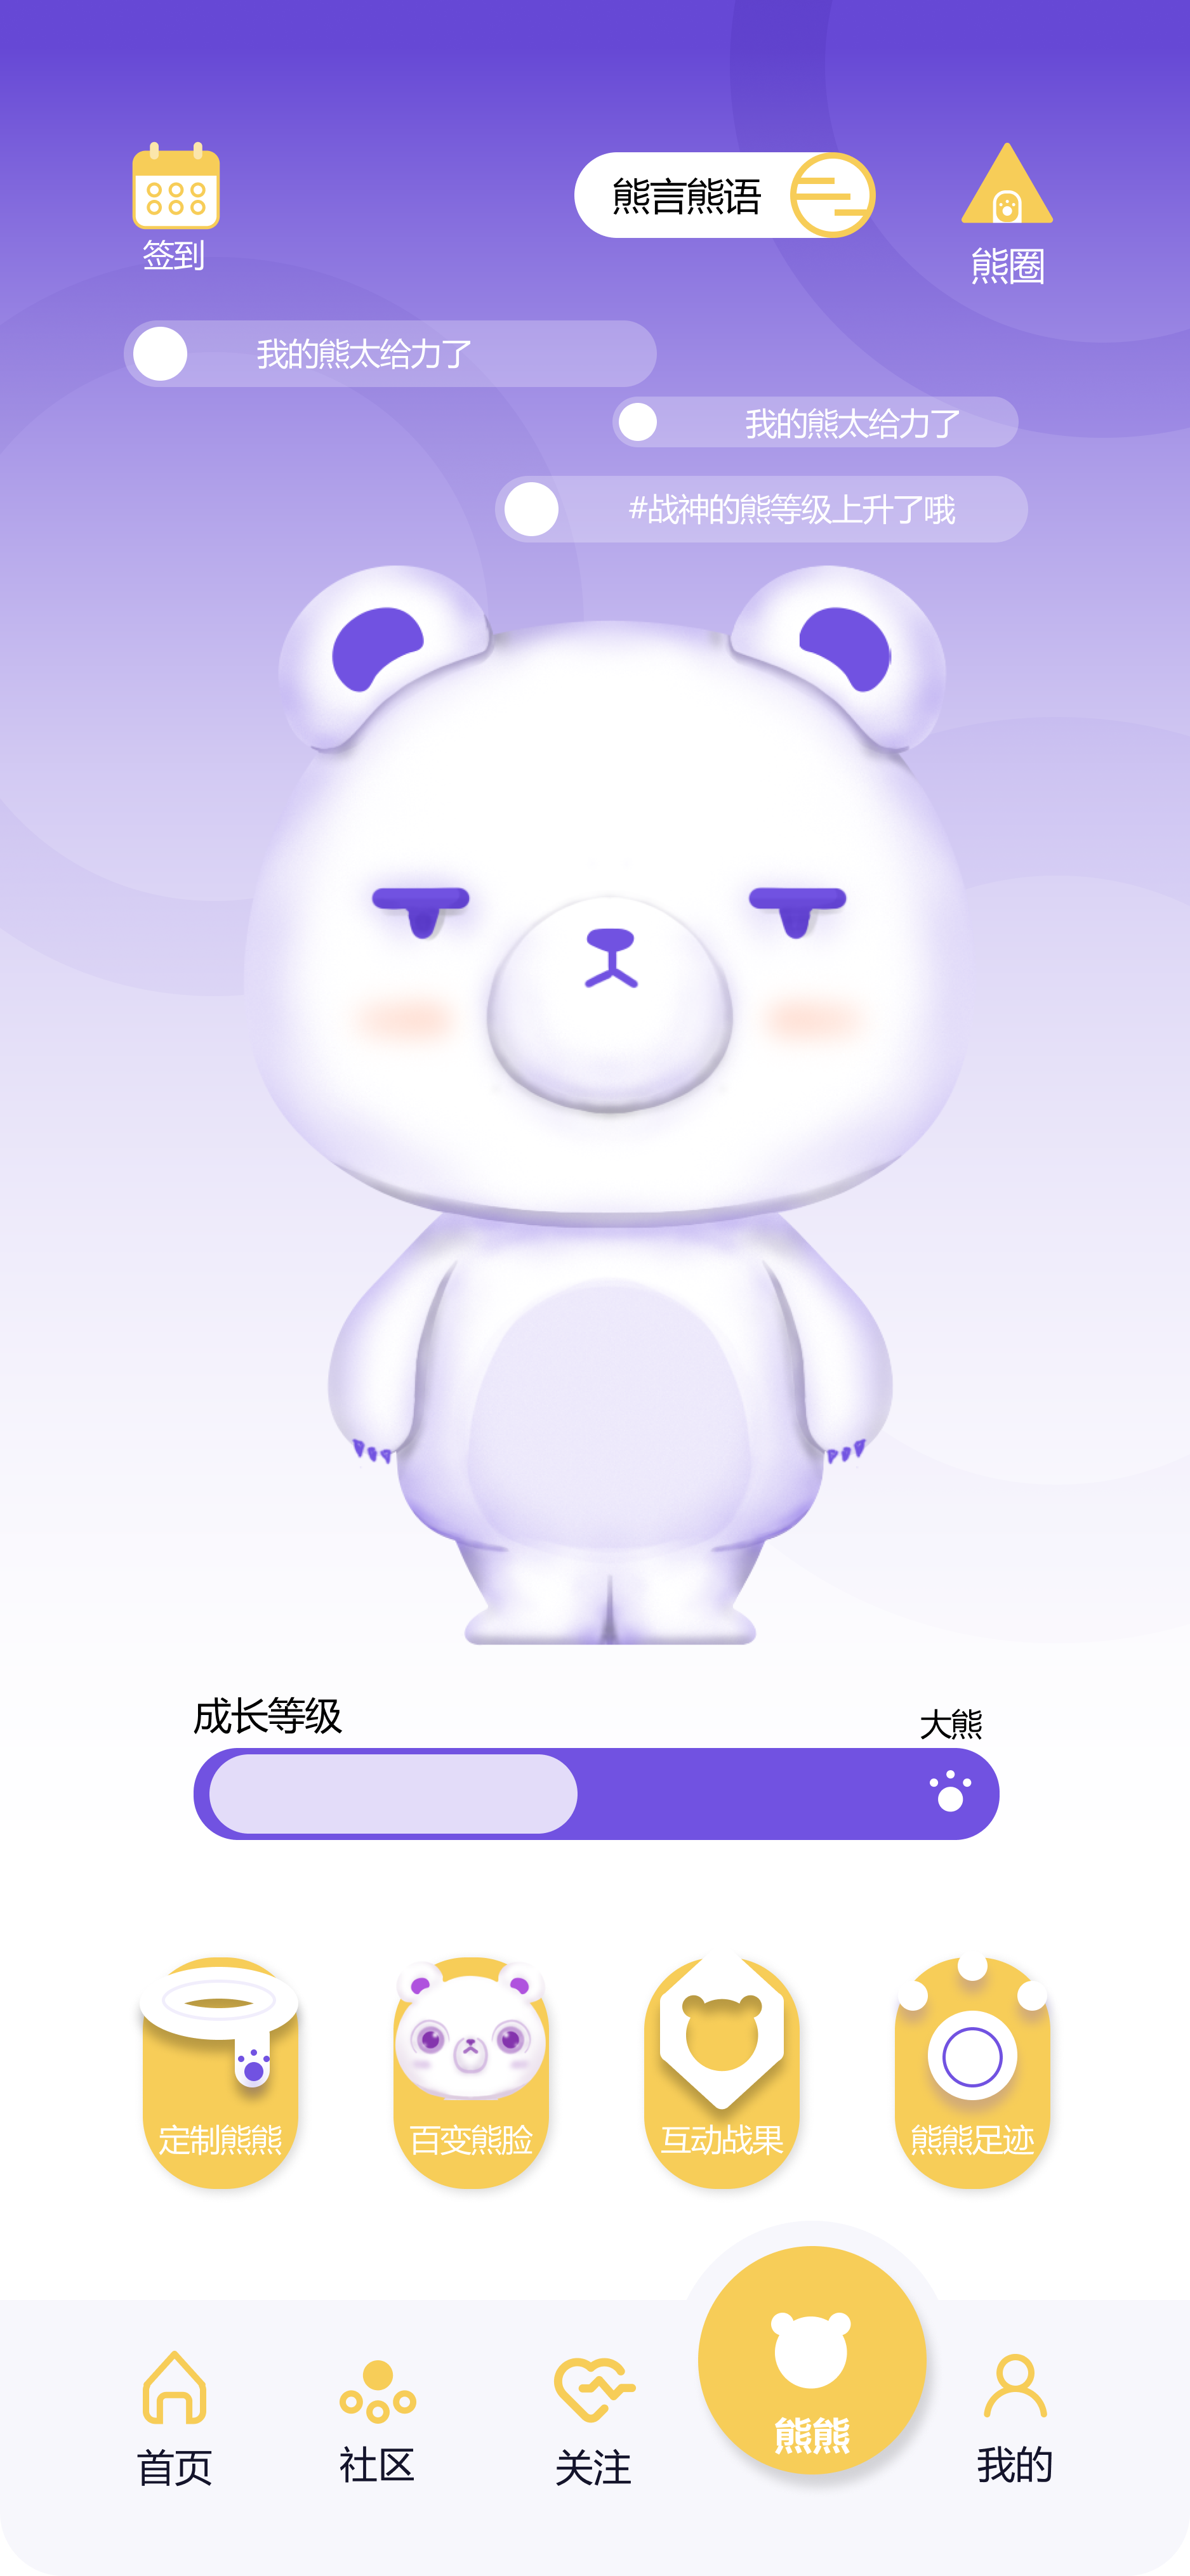 熊言熊语
签到
熊圈
我的熊太给力了
我的熊太给力了
#战神的熊等级上升了哦
成长等级
大熊
定制熊熊
百变熊脸
互动战果
熊熊足迹
首页
社区
关注
熊熊
我的